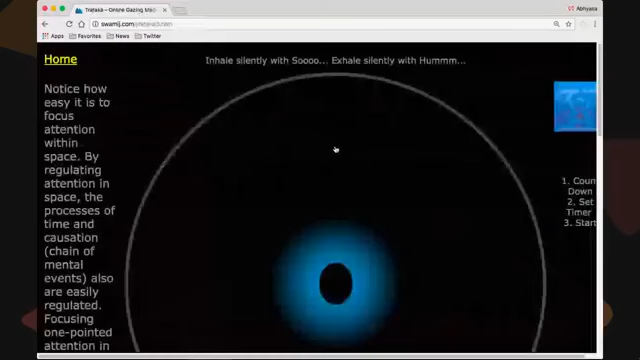 Trataka – Online Gazing Med
Abhyasa
swamij.com
Apps Favorites News Twitter
Home
Inhale silently with Soooo... Exhale silently with Hummm...
Notice how
easy it is to
focus
attention
within
space. By
regulating
attention in
space, the
processes of
time and
causation
(chain of
mental
events) also
are easily
regulated.
Focusing
one-pointed
attention in
1. Coun
Down
2. Set
Timer
3. Start